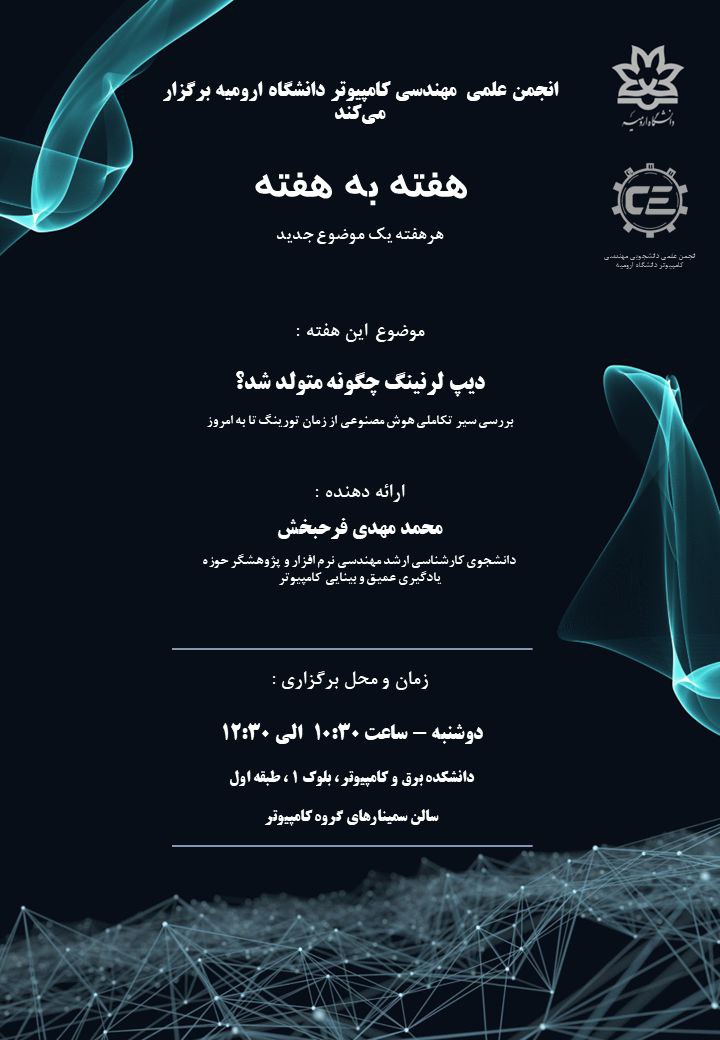 انجمن علمی مهندسی کامپیوتر دانشگاه ارومیه برگزار
می‌کند
دانشگاه ارومیه
هفته به هفته
CE
هرهفته یک موضوع جدید
انجمن علمی دانشجویی مهندسی
کامپیوتر دانشگاه ارومیه
موضوع این هفته :
دیپ لرنینگ چگونه متولد شد؟
بررسی سیر تکاملی هوش مصنوعی از زمان تورینگ تا به امروز
ارائه دهنده :
محمد مهدی فرحبخش
دانشجوی کارشناسی ارشد مهندسی نرم افزار و پژوهشگر حوزه
یادگیری عمیق و بینایی کامپیوتر
زمان و محل برگزاری :
دوشنبه – ساعت ۱۰:۳۰ الی ۱۲:۳۰
دانشکده برق و کامپیوتر، بلوک ۱ ، طبقه اول
سالن سمینارهای گروه کامپیوتر